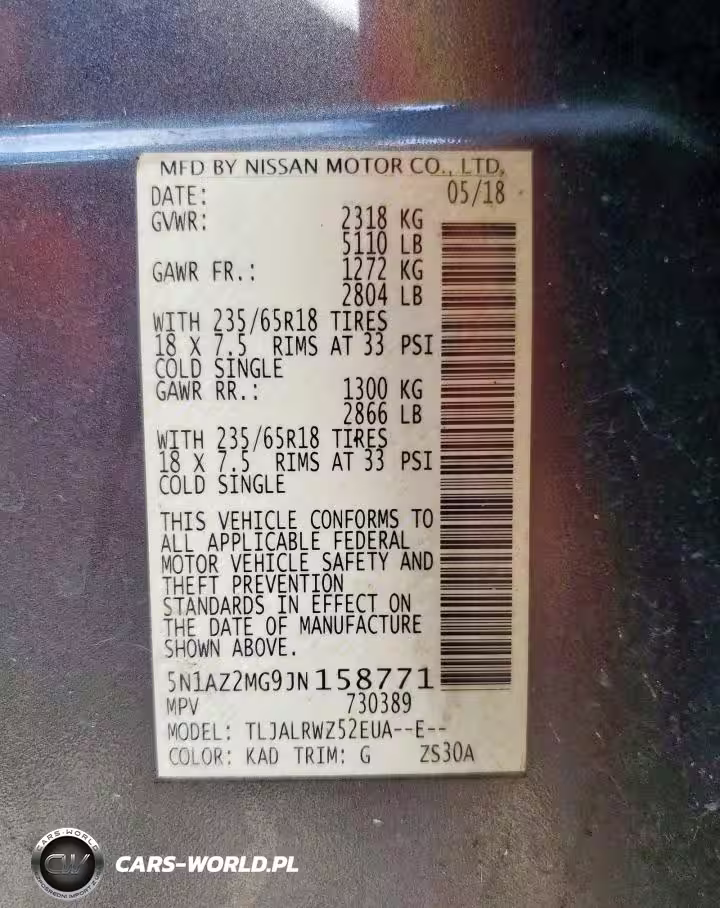 MFD BY NISSAN MOTOR CO., LTD.
DATE: 05/18
GVWR: 2318 KG
5110 LB
GAWR FR.: 1272 KG
2804 LB
WITH 235/65R18 TIRES
18 X 7.5 RIMS AT 33 PSI
COLD SINGLE
GAWR RR.: 1300 KG
2866 LB
WITH 235/65R18 TIRES
18 X 7.5 RIMS AT 33 PSI
COLD SINGLE
THIS VEHICLE CONFORMS TO
ALL APPLICABLE FEDERAL
MOTOR VEHICLE SAFETY AND
THEFT PREVENTION
STANDARDS IN EFFECT ON
THE DATE OF MANUFACTURE
SHOWN ABOVE.
5N1AZ2MG9JN158771
MPV 730389
MODEL: TLJALRWZ52EUA--E--
COLOR: KAD TRIM: G ZS30A
CARS-WORLD
CW
CARS-WORLD.PL